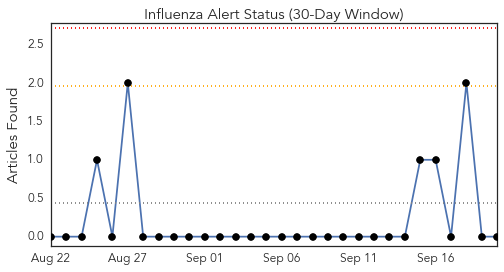 Influenza Alert Status (30-Day Window)
Articles Found
2.5
2.0
1.5
1.0
0.5
0.0
Aug 22
Aug 27
Sep 01
Sep 06
Sep 11
Sep 16